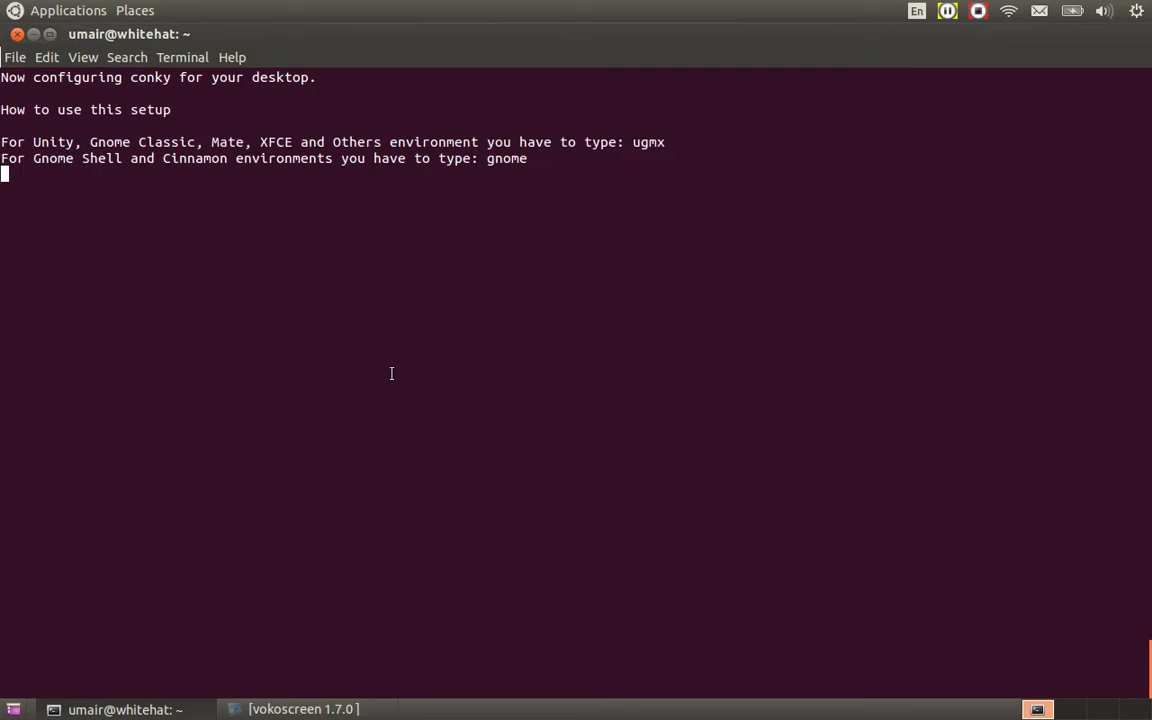 Applications Places
En
umair@whitehat: ~
File Edit View Search Terminal Help
Now configuring conky for your desktop.
How to use this setup
For Unity, Gnome Classic, Mate, XFCE and Others environment you have to type: ugmx
For Gnome Shell and Cinnamon environments you have to type: gnome
umair@whitehat: ~
[vokoscreen 1.7.0 ]